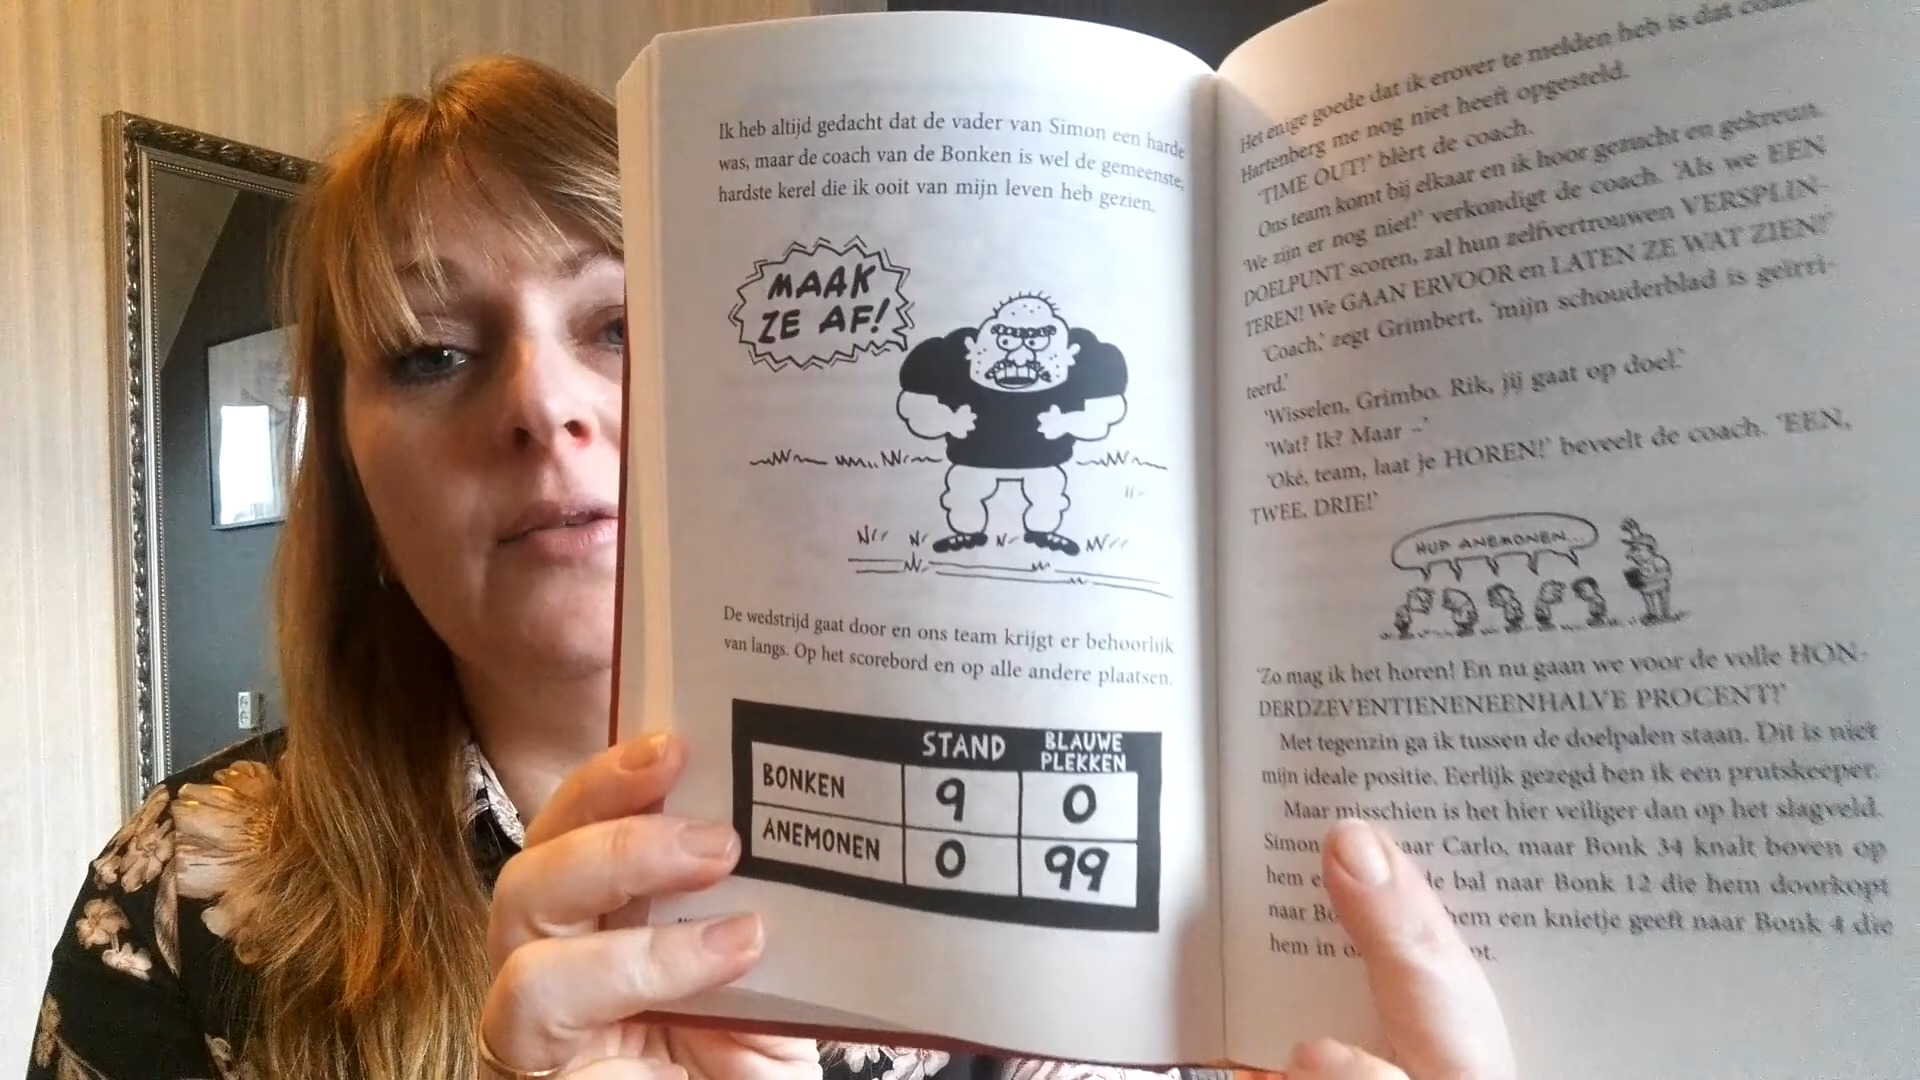 Ik heb altijd gedacht dat de vader van Simon een harde
was, maar de coach van de Bonken is wel de gemeenste,
hardste kerel die ik ooit van mijn leven heb gezien.
MAAK
ZE AF!
De wedstrijd gaat door en ons team krijgt er behoorlijk
van langs. Op het scorebord en op alle andere plaatsen.
STAND BLAUWE PLEKKEN
BONKEN 9 0
ANEMONEN 0 99
Het enige goede dat ik erover te melden heb is dat
Hartenberg me nog niet heeft opgesteld.
'TIME OUT!' blèrt de coach.
Ons team komt bij elkaar en ik hoor gezucht en gekreun.
'We zijn er nog niet!' verkondigt de coach. 'Als we EEN
DOELPUNT scoren, zal hun zelfvertrouwen VERSPLIN-
TEREN! We GAAN ERVOOR en LATEN ZE WAT ZIEN!'
'Coach,' zegt Grimbert, 'mijn schouderblad is geïrri-
teerd.'
'Wisselen, Grimbo. Rik, jij gaat op doel.'
'Wat? Ik? Maar –'
'Oké, team, laat je HOREN!' beveelt de coach. 'EEN,
TWEE, DRIE!'
HUP ANEMONEN...
'Zo mag ik het horen! En nu gaan we voor de volle HON-
DERDZEVENTIENENEENHALVE PROCENT!'
Met tegenzin ga ik tussen de doelpalen staan. Dit is niet
mijn ideale positie. Eerlijk gezegd ben ik een prutskeeper.
Maar misschien is het hier veiliger dan op het slagveld.
Simon Carlo, maar Bonk 34 knalt boven op
hem bal naar Bonk 12 die hem doorkopt
naar hem een knietje geeft naar Bonk 4 die
hem in